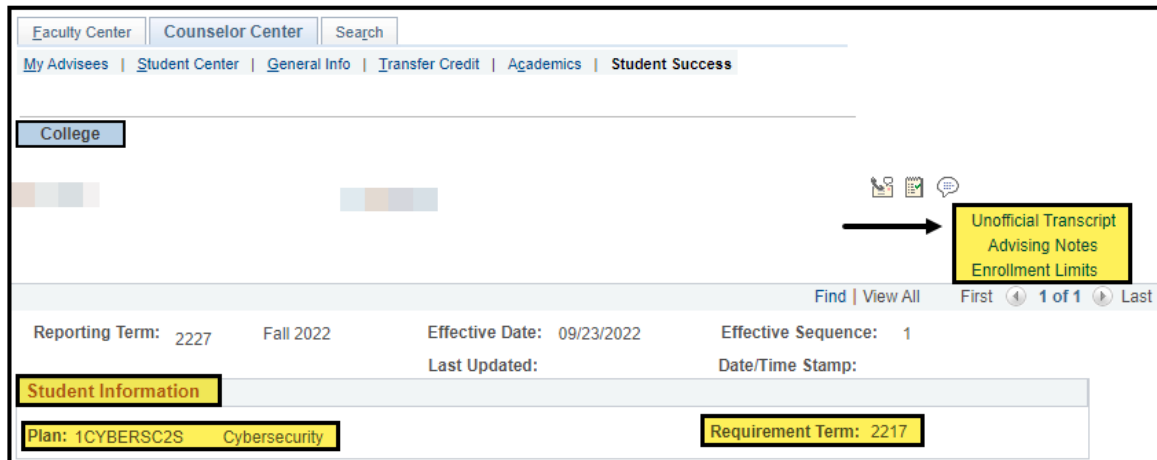 Faculty Center Counselor Center Search
My Advisees | Student Center | General Info | Transfer Credit | Academics | Student Success
College
Unofficial Transcript
Advising Notes
Enrollment Limits
Find | View All First 1 of 1 Last
Reporting Term: 2227 Fall 2022 Effective Date: 09/23/2022 Effective Sequence: 1
Last Updated: Date/Time Stamp:
Student Information
Plan: 1CYBERSC2S Cybersecurity Requirement Term: 2217